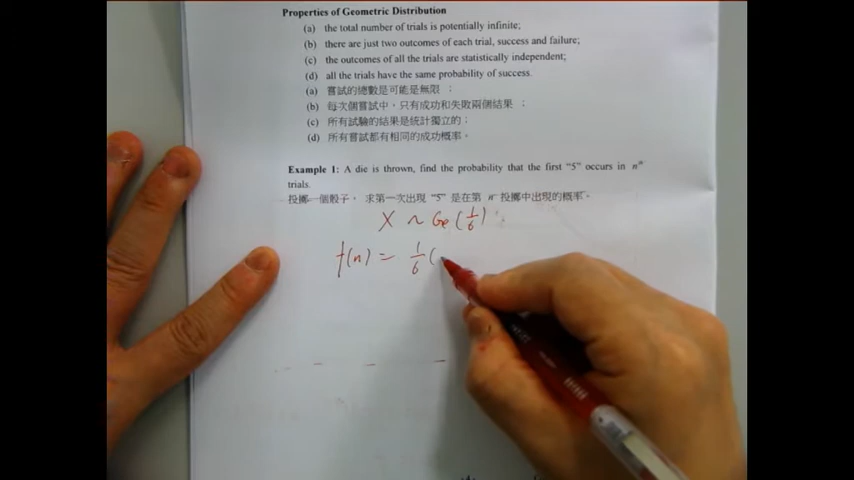 Properties of Geometric Distribution
(a) the total number of trials is potentially infinite;
(b) there are just two outcomes of each trial, success and failure;
(c) the outcomes of all the trials are statistically independent;
(d) all the trials have the same probability of success.
(a) 嘗試的總數是可能是無限 ;
(b) 每次個嘗試中,只有成功和失敗兩個結果 ;
(c) 所有試驗的結果是統計獨立的;
(d) 所有嘗試都有相同的成功概率。
Example 1: A die is thrown, find the probability that the first "5" occurs in nth
trials.
投擲一個骰子, 求第一次出現 "5" 是在第 n 投擲中出現的概率。
X ~ Ge (1/6)
f(n) = 1/6 (